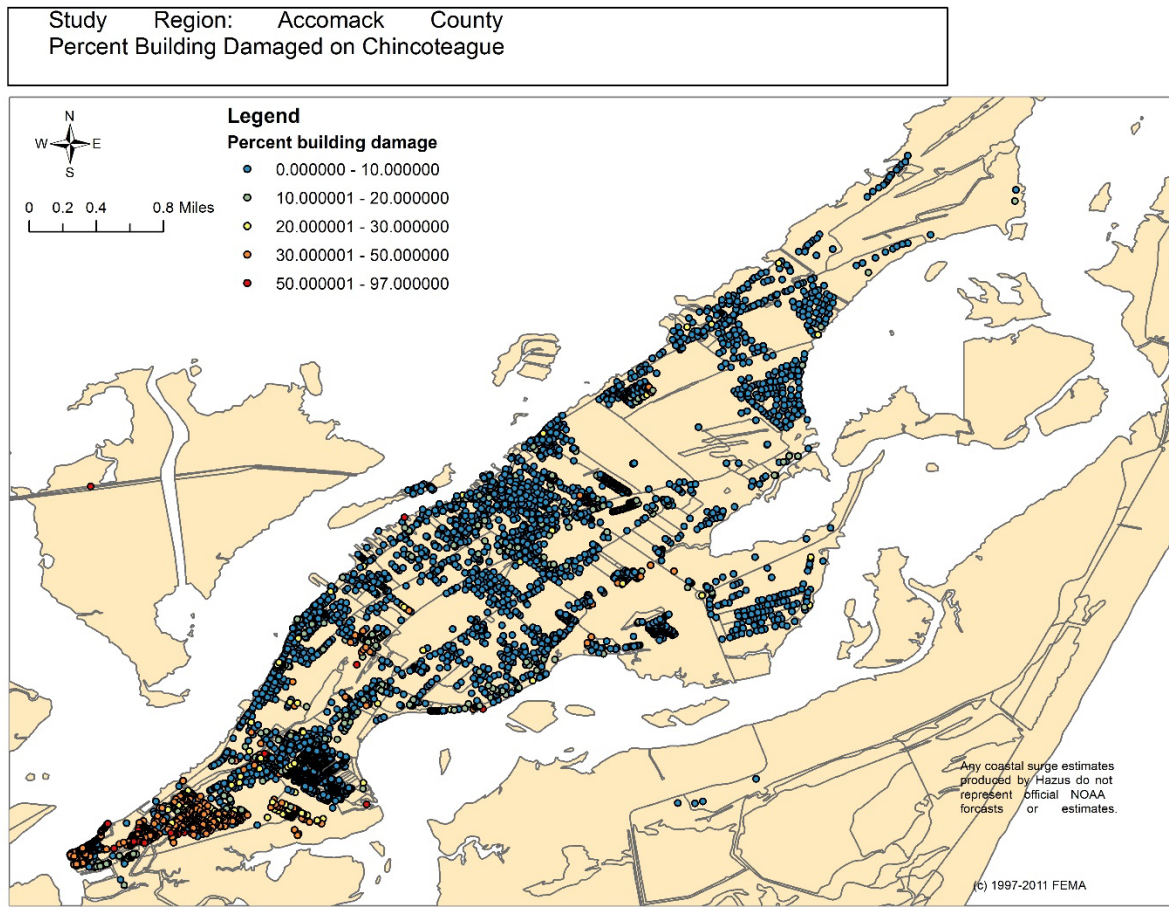 Study Region: Accomack County
Percent Building Damaged on Chincoteague
N
W E
S
0 0.2 0.4 0.8 Miles
Legend
Percent building damage
0.000000 - 10.000000
10.000001 - 20.000000
20.000001 - 30.000000
30.000001 - 50.000000
50.000001 - 97.000000
Any coastal surge estimates
produced by Hazus do not
represent official NOAA
forcasts or estimates.
(c) 1997-2011 FEMA